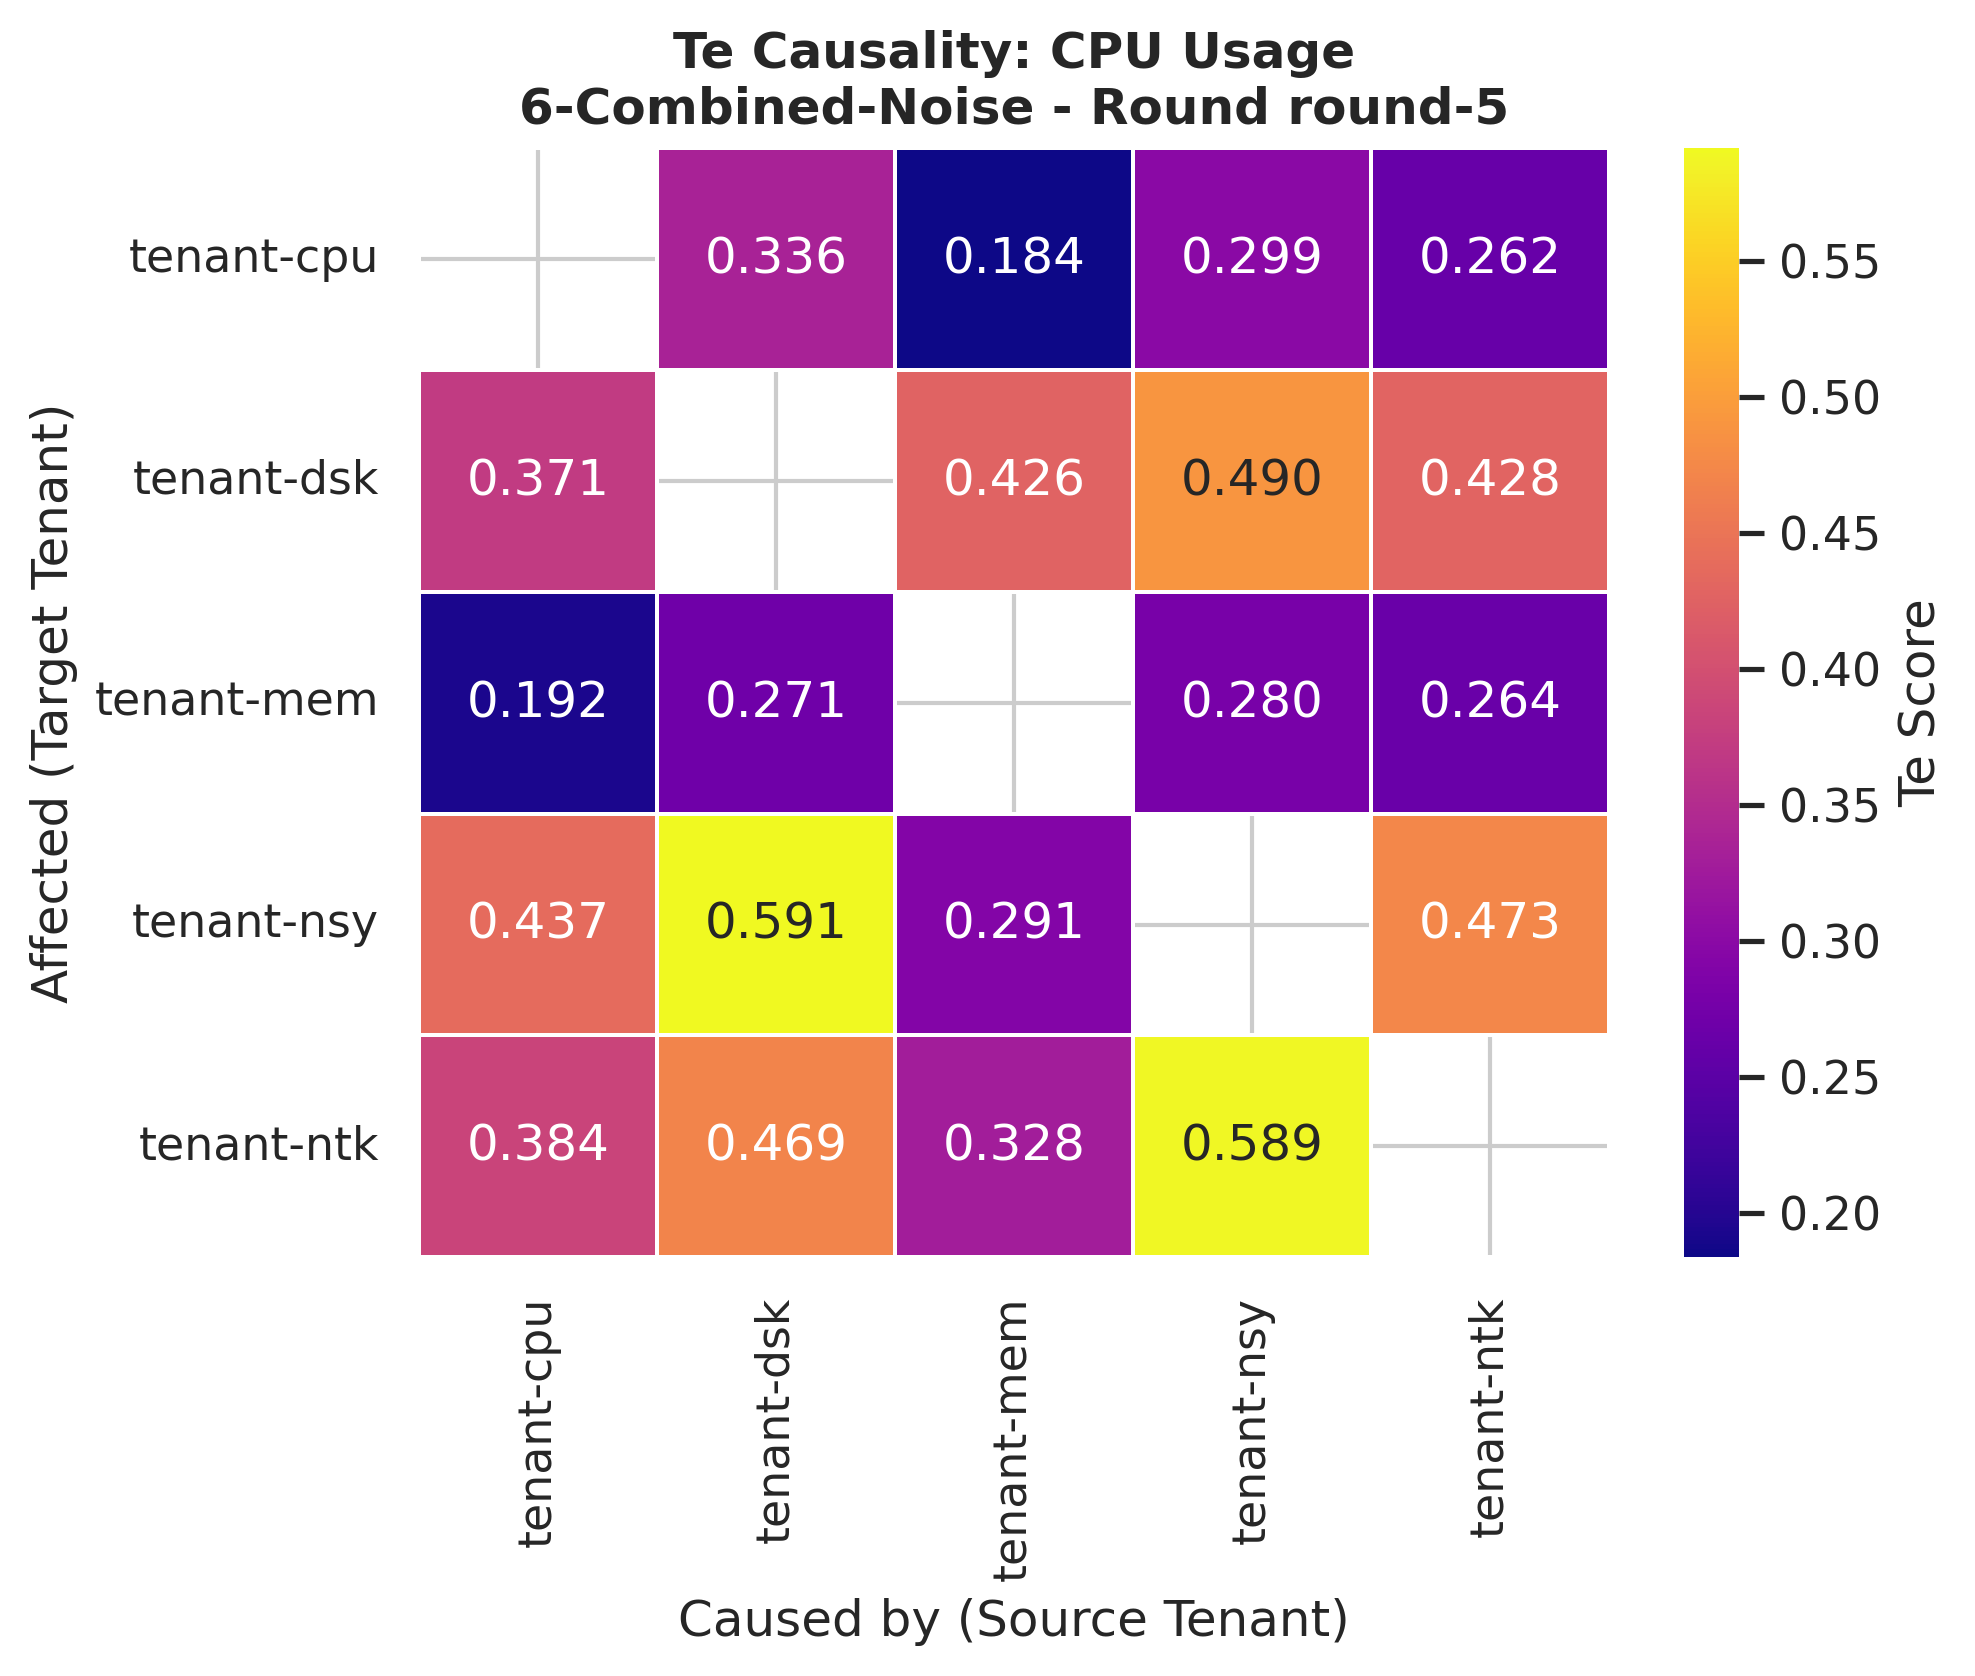 Te Causality: CPU Usage
6-Combined-Noise - Round round-5
Affected (Target Tenant)
tenant-cpu
0.336 0.184 0.299 0.262
tenant-dsk
0.371 0.426 0.490 0.428
tenant-mem
0.192 0.271 0.280 0.264
tenant-nsy
0.437 0.591 0.291 0.473
tenant-ntk
0.384 0.469 0.328 0.589
tenant-cpu
tenant-dsk
tenant-mem
tenant-nsy
tenant-ntk
Caused by (Source Tenant)
0.55
0.50
0.45
0.40
0.35
0.30
0.25
0.20
Te Score